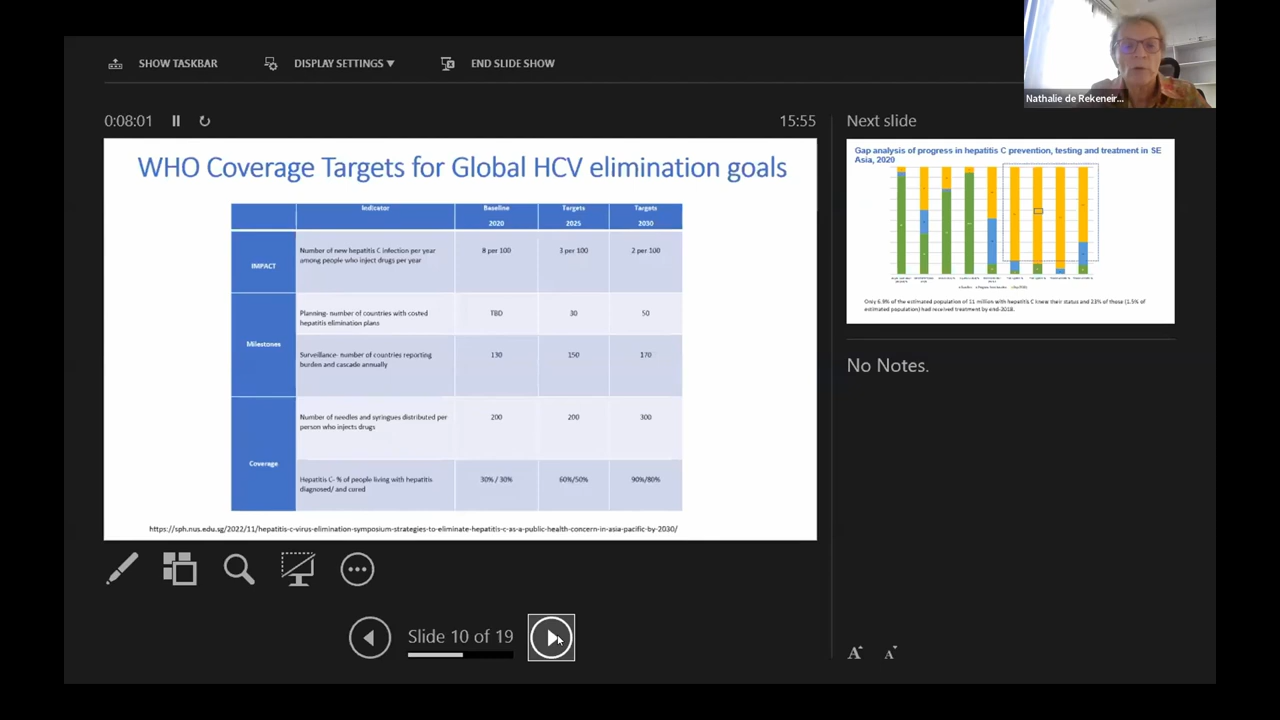 Nathalie de Rekeneir...
SHOW TASKBAR
DISPLAY SETTINGS ▼
END SLIDE SHOW
0:08:01
15:55
WHO Coverage Targets for Global HCV elimination goals
Indicator
Baseline
2020
Targets
2025
Targets
2030
IMPACT
Number of new hepatitis C infection per year
among people who inject drugs per year
8 per 100
3 per 100
2 per 100
Milestones
Planning- number of countries with costed
hepatitis elimination plans
TBD
30
50
Surveillance- number of countries reporting
burden and cascade annually
130
150
170
Coverage
Number of needles and syringues distributed per
person who injects drugs
200
200
300
Hepatitis C- % of people living with hepatitis
diagnosed/ and cured
30% / 30%
60%/50%
90%/80%
https://sph.nus.edu.sg/2022/11/hepatitis-c-virus-elimination-symposium-strategies-to-eliminate-hepatitis-c-as-a-public-health-concern-in-asia-pacific-by-2030/
Slide 10 of 19
Next slide
Gap analysis of progress in hepatitis C prevention, testing and treatment in SE
Asia, 2020
Only 6.9% of the estimated population of 11 million with hepatitis C knew their status and 23% of those (1.6% of
estimated population) had received treatment by end-2018.
No Notes.
A A